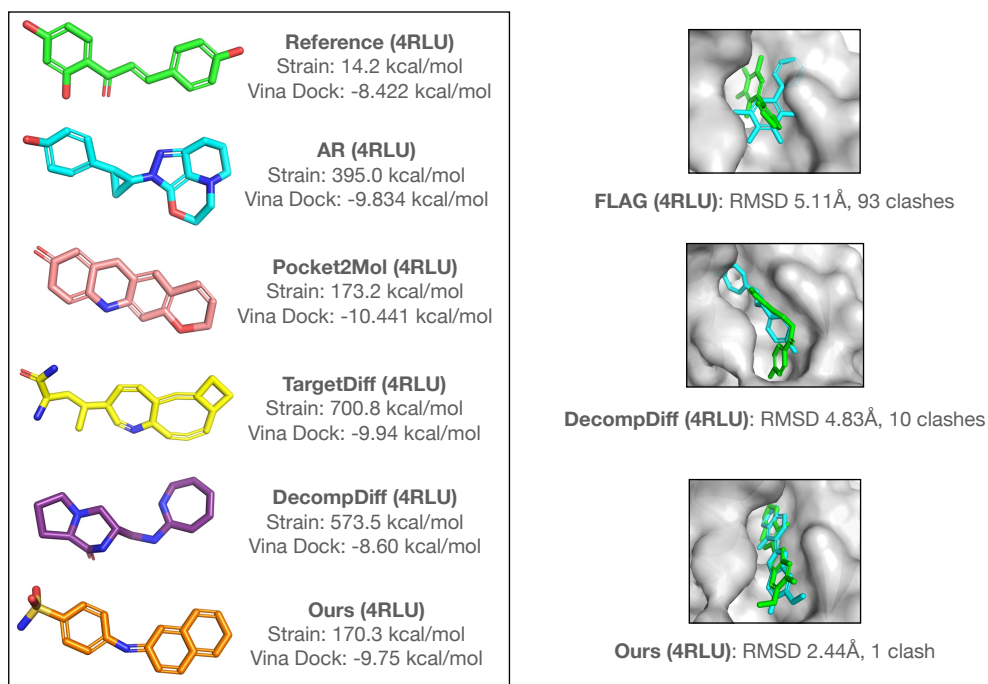 Reference (4RLU)
Strain: 14.2 kcal/mol
Vina Dock: -8.422 kcal/mol
AR (4RLU)
Strain: 395.0 kcal/mol
Vina Dock: -9.834 kcal/mol
Pocket2Mol (4RLU)
Strain: 173.2 kcal/mol
Vina Dock: -10.441 kcal/mol
TargetDiff (4RLU)
Strain: 700.8 kcal/mol
Vina Dock: -9.94 kcal/mol
DecompDiff (4RLU)
Strain: 573.5 kcal/mol
Vina Dock: -8.60 kcal/mol
Ours (4RLU)
Strain: 170.3 kcal/mol
Vina Dock: -9.75 kcal/mol
FLAG (4RLU): RMSD 5.11Å, 93 clashes
DecompDiff (4RLU): RMSD 4.83Å, 10 clashes
Ours (4RLU): RMSD 2.44Å, 1 clash